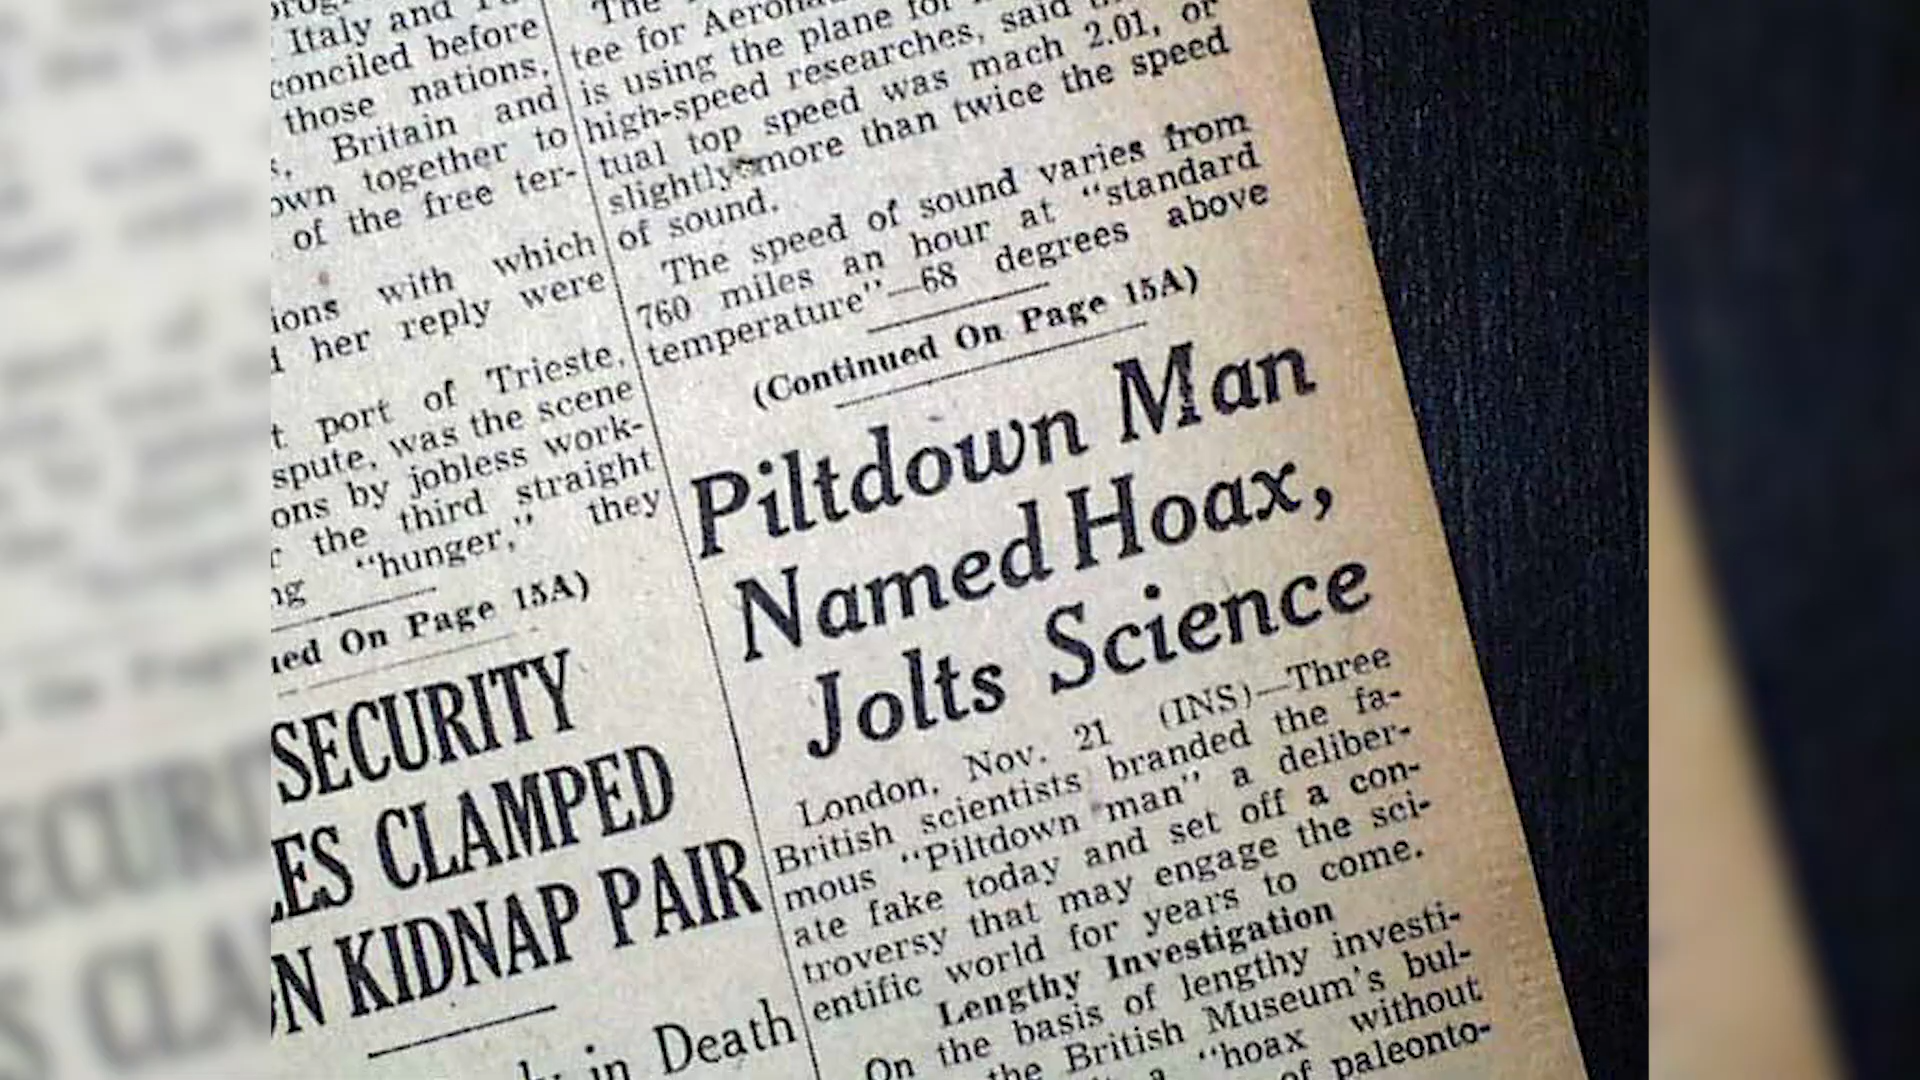 Italy and
conciled before
those nations,
Britain and
own together to
of the free ter-
ions with which
her reply were
port of Trieste,
spute, was the scene
ons by jobless work-
the third straight
"hunger," they
ng
ed On Page 15A)
SECURITY
ES CLAMPED
N KIDNAP PAIR
in Death
The
tee for
is using the plane for
high-speed researches, said
tual top speed was mach 2.01, or
slightly more than twice the speed
of sound.
The speed of sound varies from
760 miles an hour at "standard
temperature"—68 degrees above
(Continued On Page 15A)
Piltdown Man
Named Hoax,
Jolts Science
London, Nov. 21 (INS)—Three
British scientists branded the fa-
mous "Piltdown man" a deliber-
ate fake today and set off a con-
troversy that may engage the sci-
entific world for years to come.
Lengthy Investigation
On the basis of lengthy investi-
the British Museum's bul-
a "hoax without
of paleonto-